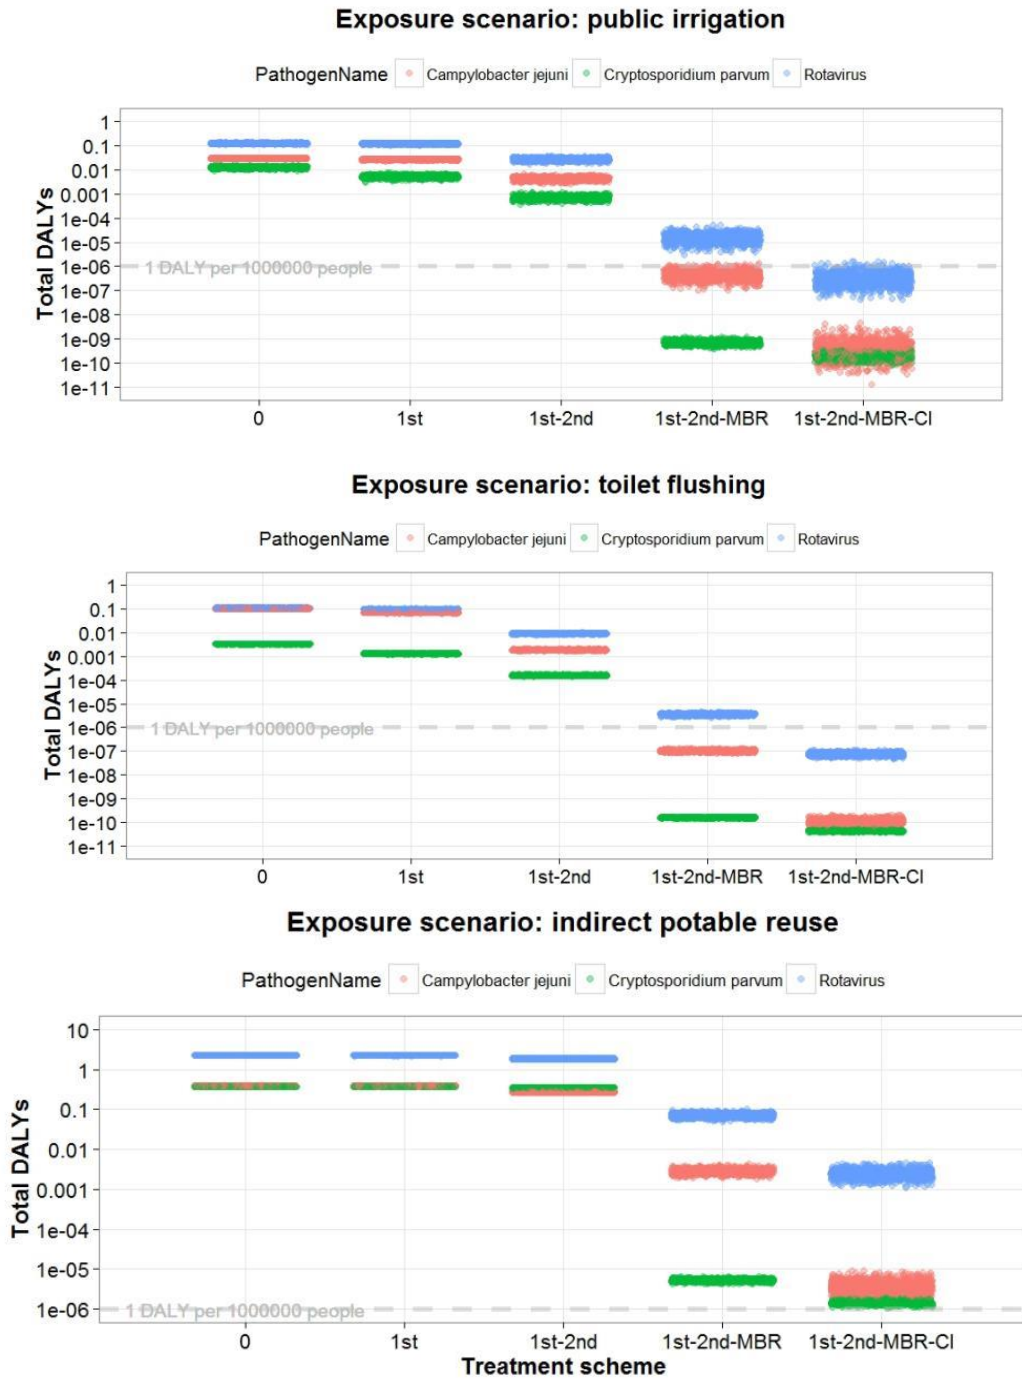 Exposure scenario: public irrigation
PathogenName Campylobacter jejuni Cryptosporidium parvum Rotavirus
Total DALYs
1
0.1
0.01
0.001
1e-04
1e-05
1e-06
1e-07
1e-08
1e-09
1e-10
1e-11
1 DALY per 1000000 people
0 1st 1st-2nd 1st-2nd-MBR 1st-2nd-MBR-Cl
Exposure scenario: toilet flushing
PathogenName Campylobacter jejuni Cryptosporidium parvum Rotavirus
Total DALYs
1
0.1
0.01
0.001
1e-04
1e-05
1e-06
1e-07
1e-08
1e-09
1e-10
1e-11
1 DALY per 1000000 people
0 1st 1st-2nd 1st-2nd-MBR 1st-2nd-MBR-Cl
Exposure scenario: indirect potable reuse
PathogenName Campylobacter jejuni Cryptosporidium parvum Rotavirus
Total DALYs
10
1
0.1
0.01
0.001
1e-04
1e-05
1e-06
1 DALY per 1000000 people
0 1st 1st-2nd 1st-2nd-MBR 1st-2nd-MBR-Cl
Treatment scheme